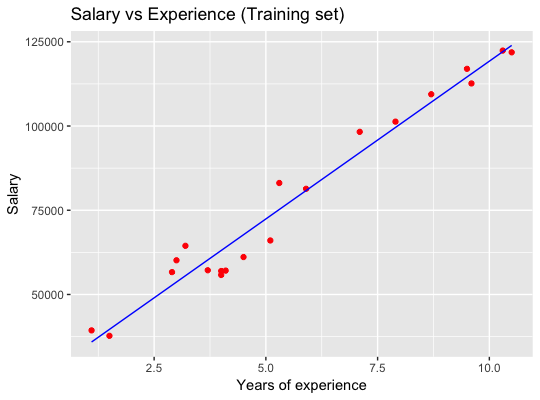 Salary vs Experience (Training set)
125000
100000
75000
50000
Salary
2.5
5.0
7.5
10.0
Years of experience